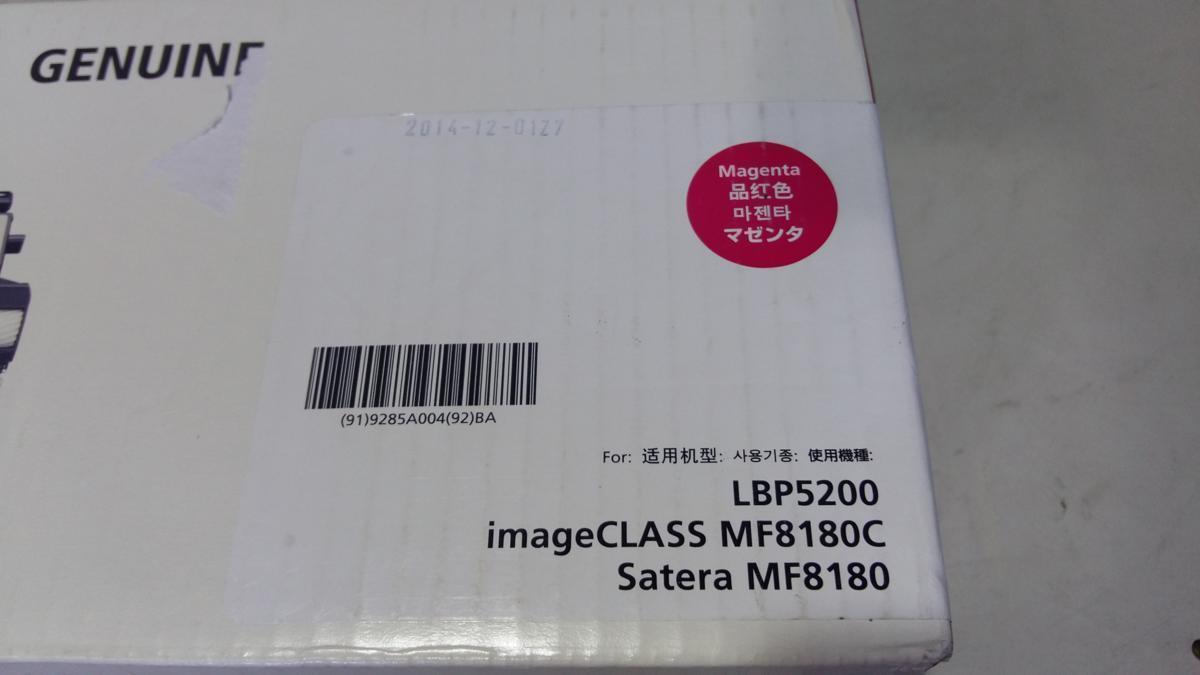 GENUINE
2014-12-01Z7
Magenta
品红色
마젠타
マゼンタ
(91)9285A004(92)BA
For: 适用机型: 사용기종: 使用機種:
LBP5200
imageCLASS MF8180C
Satera MF8180